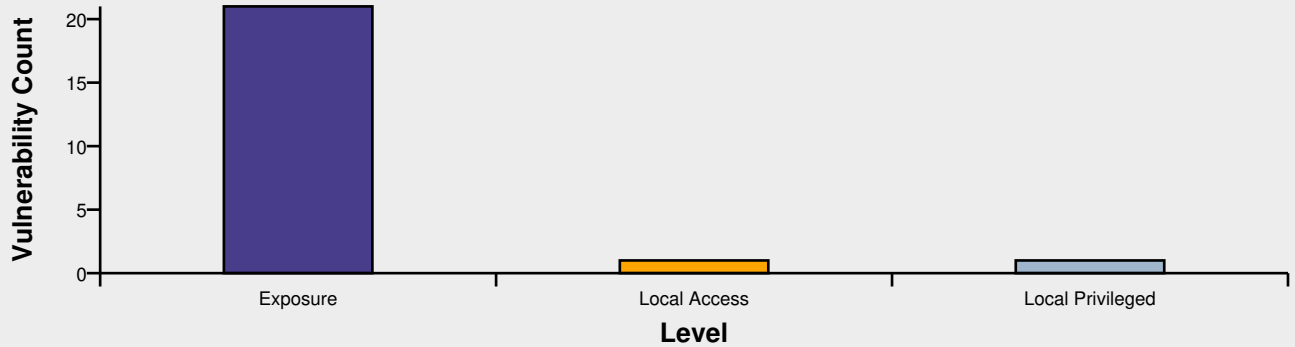 Vulnerability Count
20
15
10
5
0
Exposure
Local Access
Local Privileged
Level